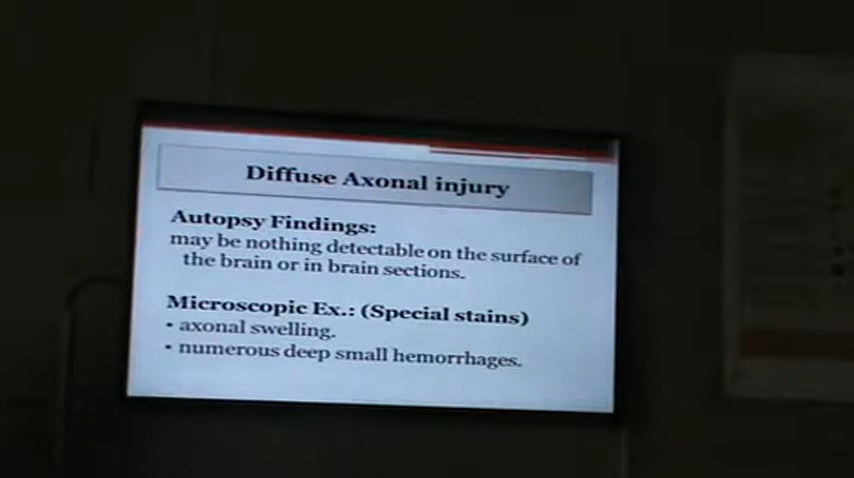 Diffuse Axonal injury
Autopsy Findings:
may be nothing detectable on the surface of
the brain or in brain sections.
Microscopic Ex.: (Special stains)
• axonal swelling.
• numerous deep small hemorrhages.